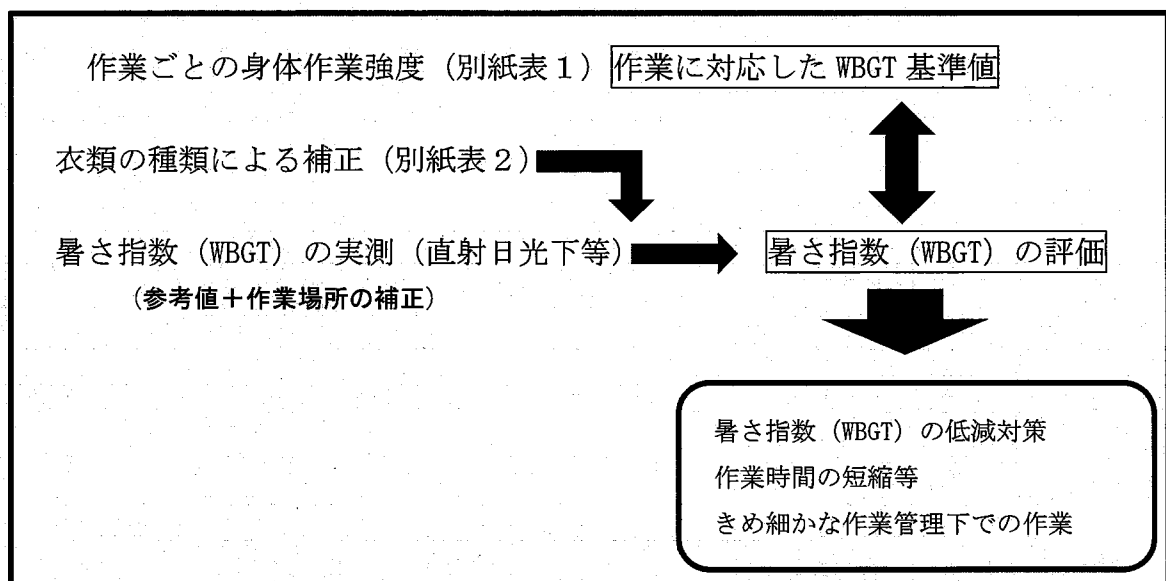 作業ごとの身体作業強度（別紙表１）作業に対応した WBGT 基準値
衣類の種類による補正（別紙表２）
暑さ指数（WBGT）の実測（直射日光下等） 暑さ指数（WBGT）の評価
（参考値＋作業場所の補正）
暑さ指数（WBGT）の低減対策
作業時間の短縮等
きめ細かな作業管理下での作業